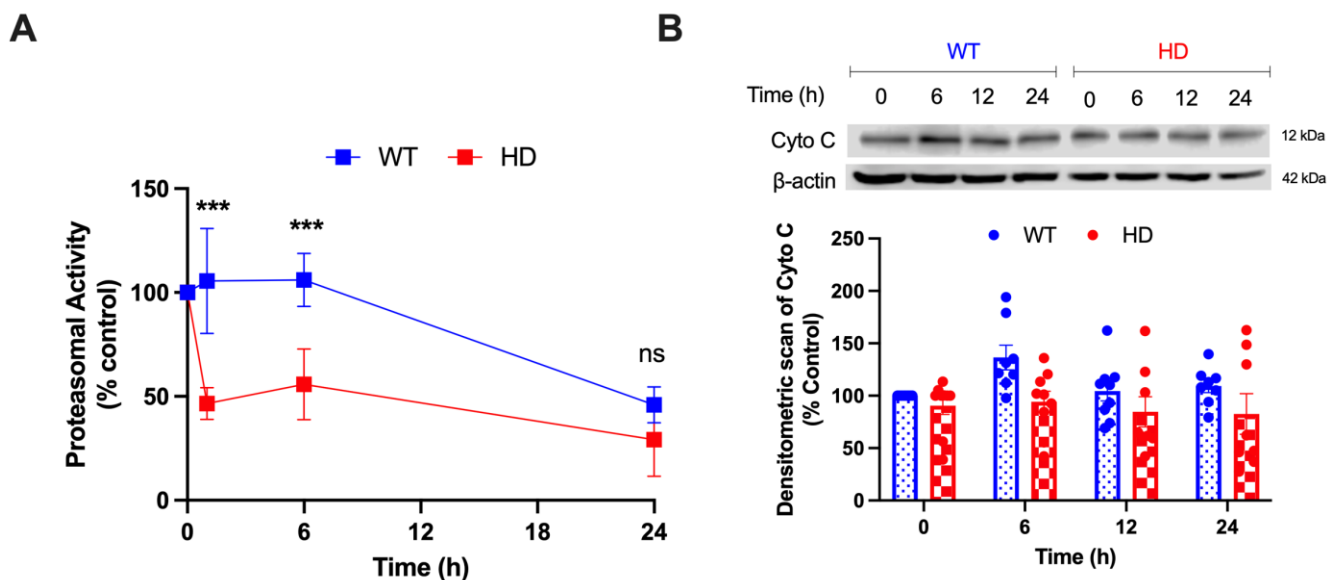 A
WT
HD
Proteasomal Activity
(% control)
150
100
50
0
***
***
ns
0
6
12
18
24
Time (h)
B
WT
HD
Time (h)
0
6
12
24
0
6
12
24
Cyto C
12 kDa
β-actin
42 kDa
WT
HD
Densitometric scan of Cyto C
(% Control)
250
200
150
100
50
0
0
6
12
24
Time (h)